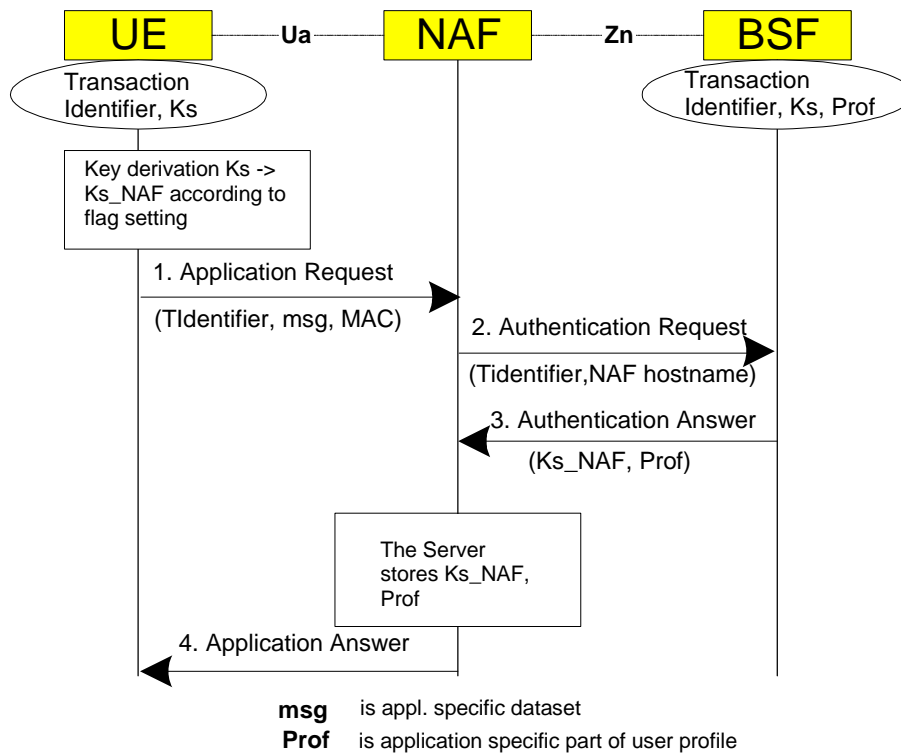 UE
Ua
NAF
Zn
BSF
Transaction
Identifier, Ks
Transaction
Identifier, Ks, Prof
Key derivation Ks ->
Ks_NAF according to
flag setting
1. Application Request
(TIdentifier, msg, MAC)
2. Authentication Request
(Tidentifier,NAF hostname)
3. Authentication Answer
(Ks_NAF, Prof)
The Server
stores Ks_NAF,
Prof
4. Application Answer
msg is appl. specific dataset
Prof is application specific part of user profile